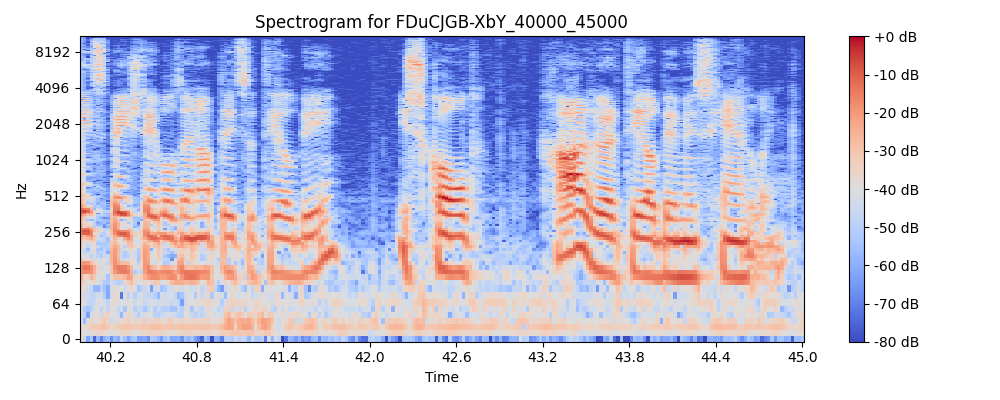 Spectrogram for FDuCJGB-XbY_40000_45000
Hz
8192
4096
2048
1024
512
256
128
64
0
40.2 40.8 41.4 42.0 42.6 43.2 43.8 44.4 45.0
Time
+0 dB
-10 dB
-20 dB
-30 dB
-40 dB
-50 dB
-60 dB
-70 dB
-80 dB